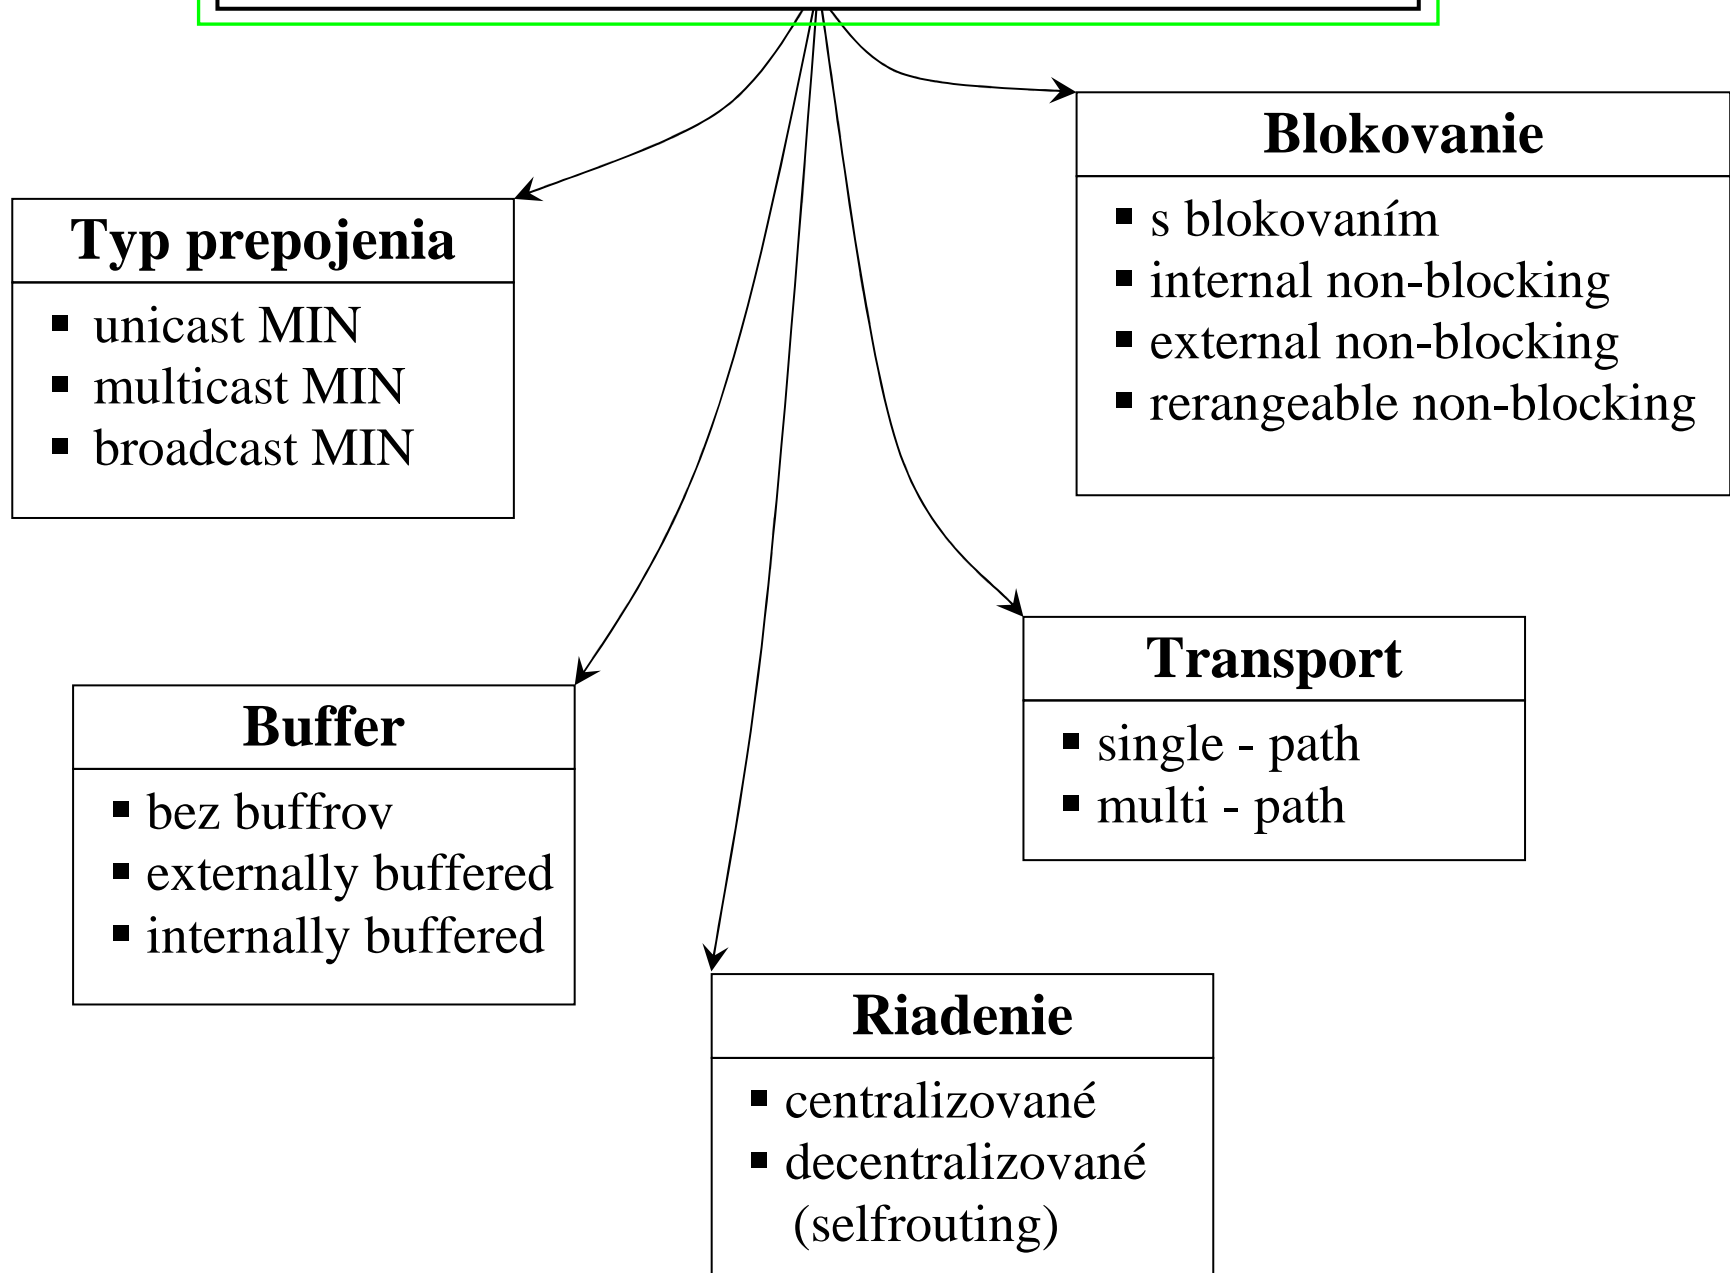 Blokovanie
s blokovaním
internal non-blocking
external non-blocking
rerangeable non-blocking
Typ prepojenia
unicast MIN
multicast MIN
broadcast MIN
Transport
single - path
multi - path
Buffer
bez buffrov
externally buffered
internally buffered
Riadenie
centralizované
decentralizované
(selfrouting)